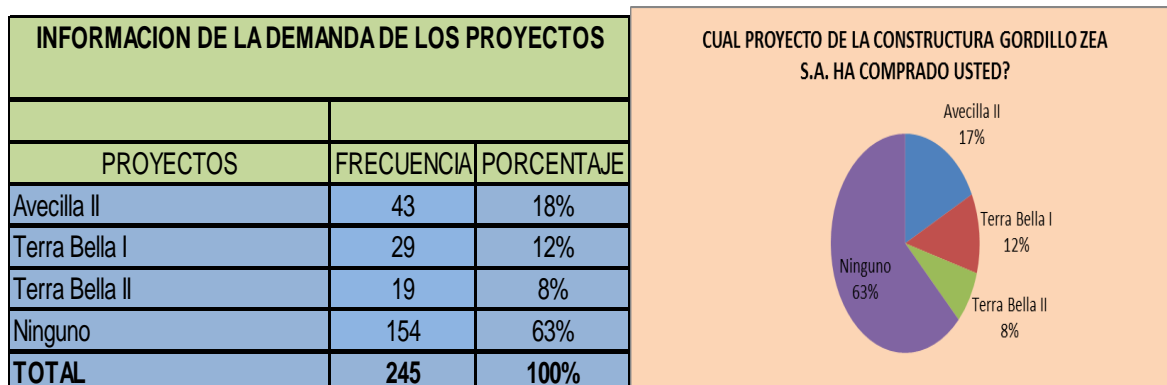 INFORMACION DE LA DEMANDA DE LOS PROYECTOS
PROYECTOS FRECUENCIA PORCENTAJE
Avecilla II 43 18%
Terra Bella I 29 12%
Terra Bella II 19 8%
Ninguno 154 63%
TOTAL 245 100%
CUAL PROYECTO DE LA CONSTRUCTURA GORDILLO ZEA
S.A. HA COMPRADO USTED?
Avecilla II
17%
Terra Bella I
12%
Terra Bella II
8%
Ninguno
63%